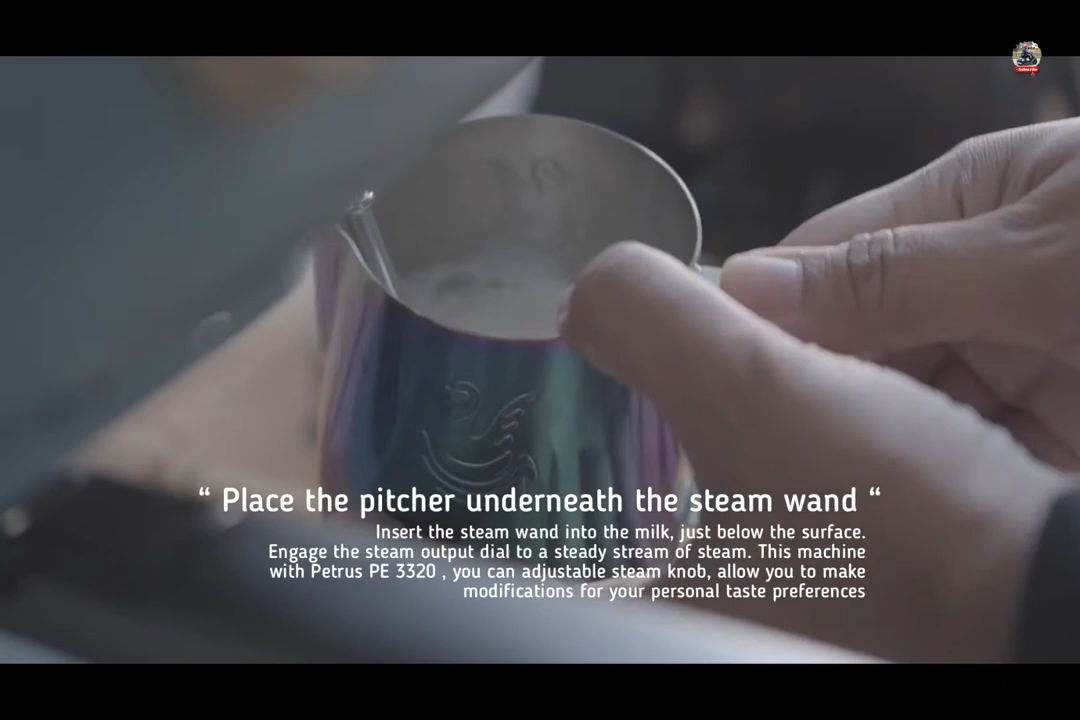 “ Place the pitcher underneath the steam wand “
Insert the steam wand into the milk, just below the surface.
Engage the steam output dial to a steady stream of steam. This machine
with Petrus PE 3320 , you can adjustable steam knob, allow you to make
modifications for your personal taste preferences